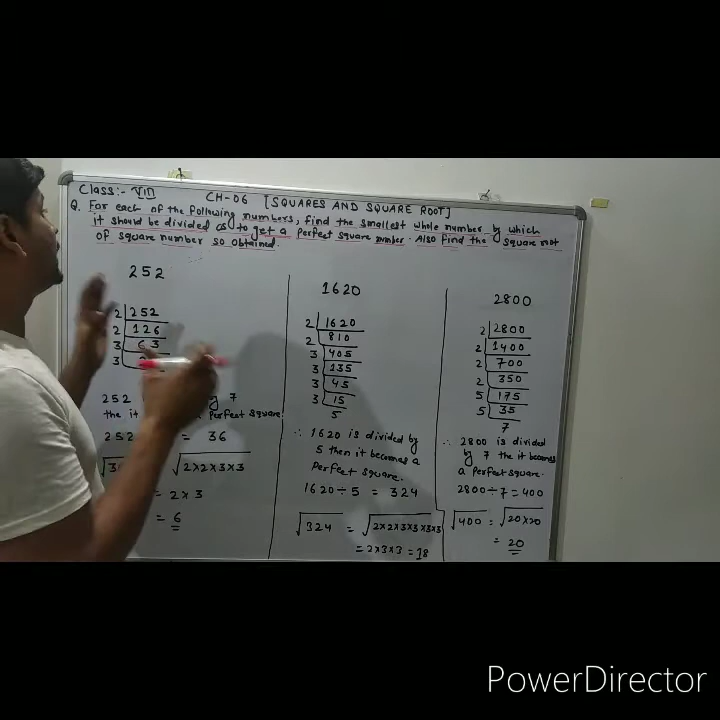 Class:- VIII
CH-06 [SQUARES AND SQUARE ROOT]
Q. For each of the following numbers, find the smallest whole number by which
it should be divided as to get a perfect square number. Also find the square root
of square number so obtained.
252
2 252
2 126
3 63
3
252 7
the it perfect square
252 = 36
√3 √2×2×3×3
= 2×3
= 6
1620
2 1620
2 810
3 405
3 135
3 45
3 15
5
∴ 1620 is divided by
5 then it becomes a
Perfect square.
1620÷5 = 324
√324 = √2×2×3×3×3×3
= 2×3×3 = 18
2800
2 2800
2 1400
2 700
2 350
5 175
5 35
7
∴ 2800 is divided
by 7 the it becomes
a perfect square.
2800÷7=400
√400 = √20×20
= 20
PowerDirector